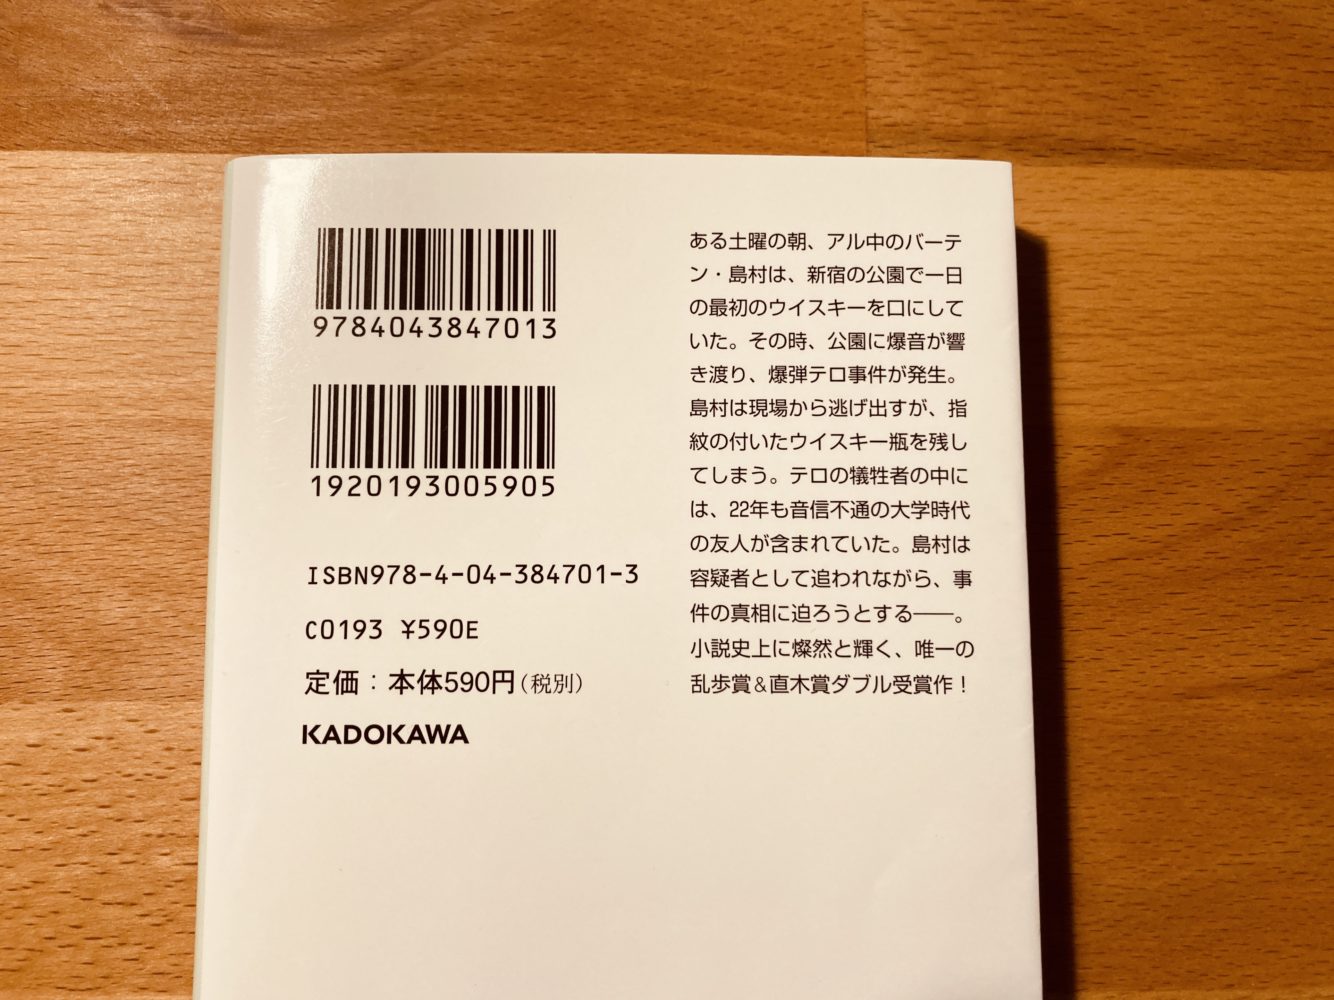 9784043847013
1920193005905
ISBN978-4-04-384701-3
C0193 ¥590E
定価：本体590円（税別）
KADOKAWA
ある土曜の朝、アル中のバーテ
ン・島村は、新宿の公園で一日
の最初のウイスキーを口にして
いた。その時、公園に爆音が響
き渡り、爆弾テロ事件が発生。
島村は現場から逃げ出すが、指
紋の付いたウイスキー瓶を残し
てしまう。テロの犠牲者の中に
は、22年も音信不通の大学時代
の友人が含まれていた。島村は
容疑者として追われながら、事
件の真相に迫ろうとする――。
小説史上に燦然と輝く、唯一の
乱歩賞＆直木賞ダブル受賞作！